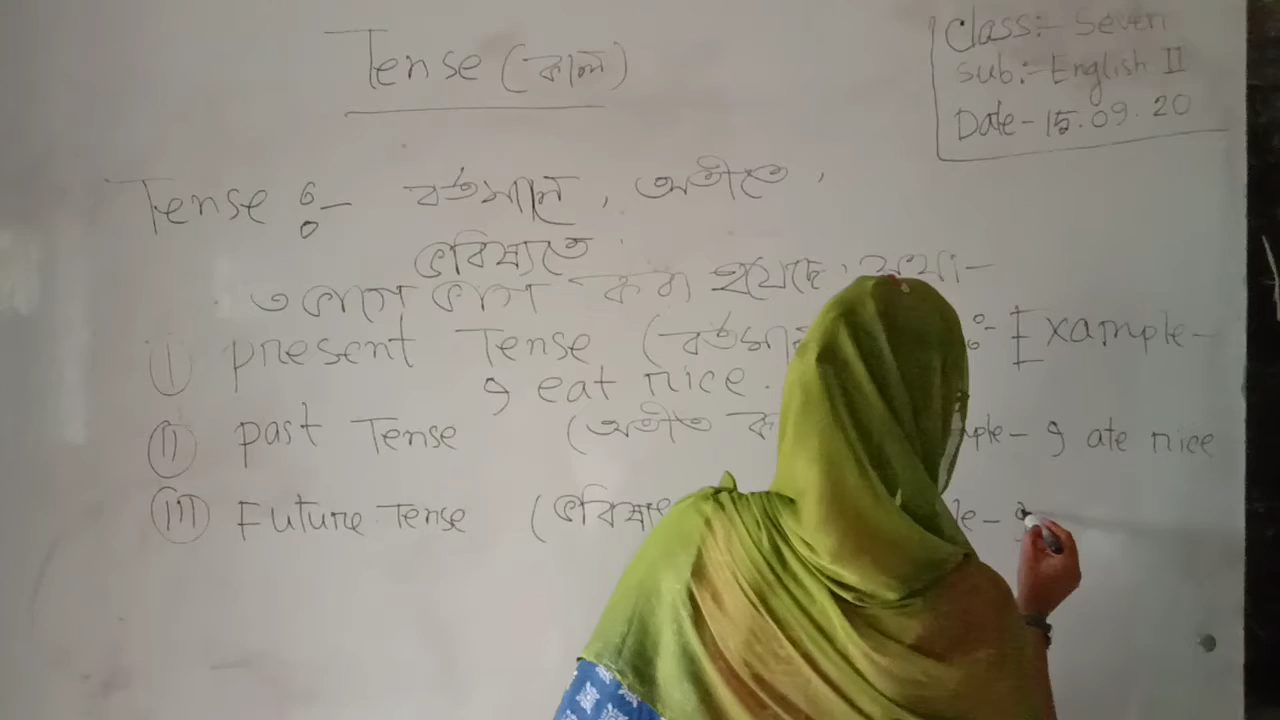 Tense (কাল)
Class:- Seven
Sub:- English II
Date- 15.09.20
Tense ঃ- বর্তমান, অতীতে,
ভবিষ্যতে
৩ ভাগে ভাগ করা হয়েছে। যথা-
(I) present Tense (বর্তমান ঃ- Example-
I eat rice.
(II) past Tense (অতীত ple- I ate rice
(III) Future Tense (ভবিষ্যৎ le- I